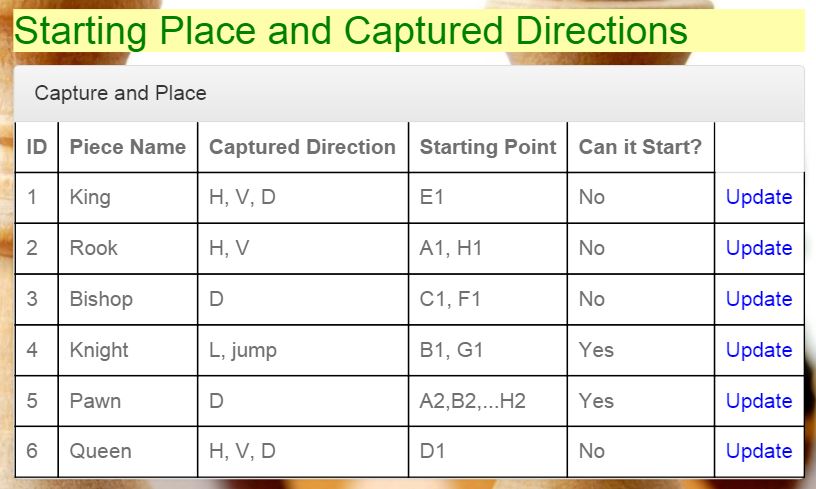 Starting Place and Captured Directions
Capture and Place
ID Piece Name Captured Direction Starting Point Can it Start?
1 King H, V, D E1 No Update
2 Rook H, V A1, H1 No Update
3 Bishop D C1, F1 No Update
4 Knight L, jump B1, G1 Yes Update
5 Pawn D A2,B2,...H2 Yes Update
6 Queen H, V, D D1 No Update